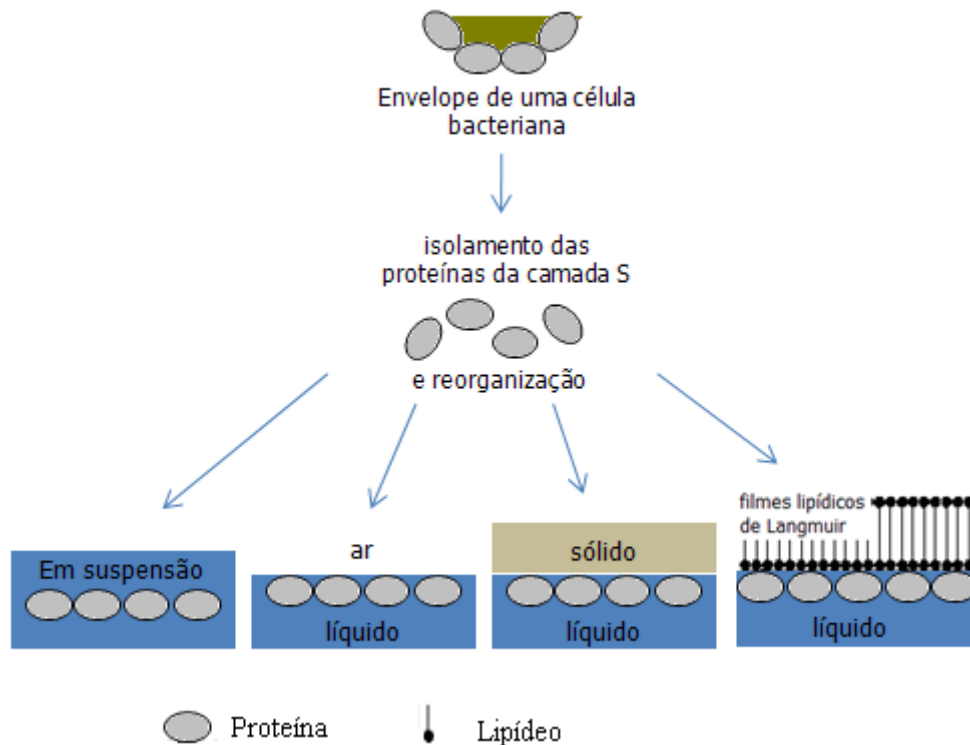 Envelope de uma célula
bacteriana
isolamento das
proteínas da camada S
e reorganização
Em suspensão
ar
líquido
sólido
líquido
filmes lipídicos
de Langmuir
líquido
Proteína
Lipídeo